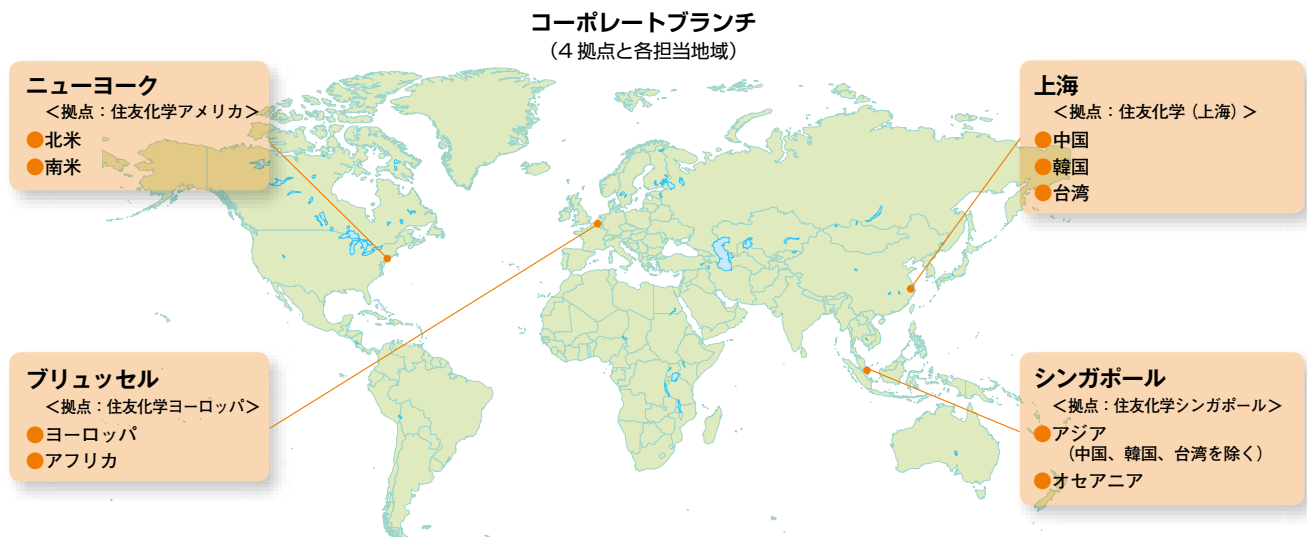 コーポレートブランチ
(4 拠点と各担当地域)
ニューヨーク
＜拠点：住友化学アメリカ＞
●北米
●南米
上海
＜拠点：住友化学（上海）＞
●中国
●韓国
●台湾
ブリュッセル
＜拠点：住友化学ヨーロッパ＞
●ヨーロッパ
●アフリカ
シンガポール
＜拠点：住友化学シンガポール＞
●アジア
（中国、韓国、台湾を除く）
●オセアニア